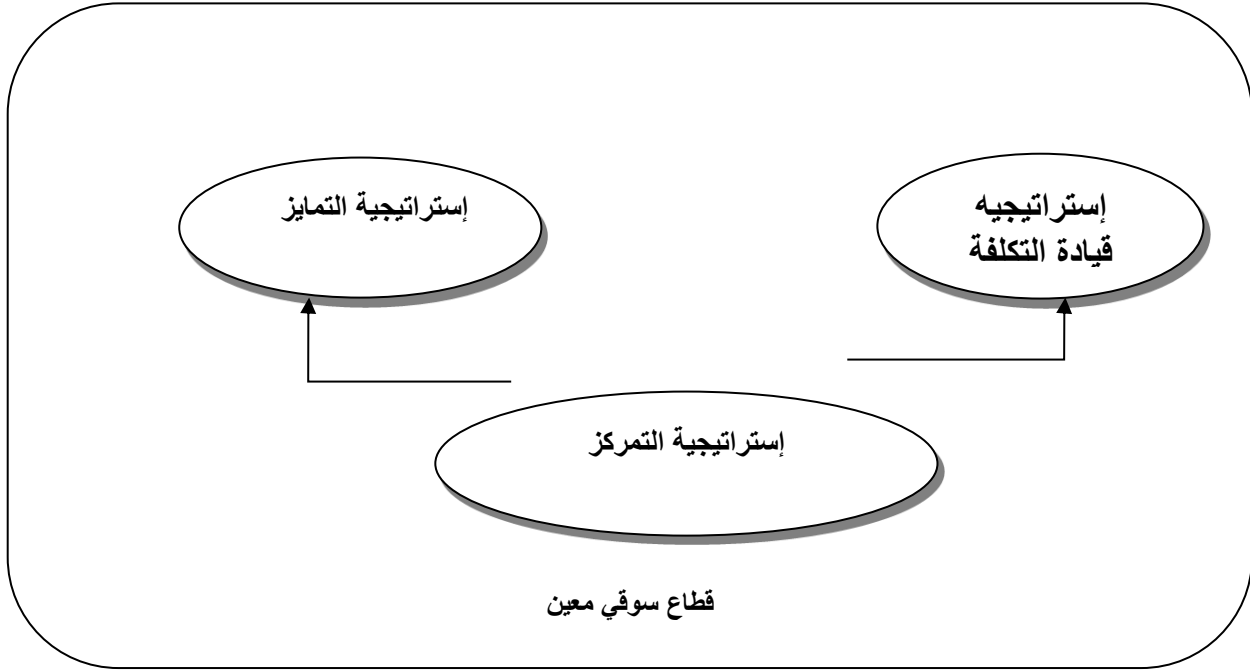 إستراتيجيه
قيادة التكلفة
إستراتيجية التمايز
إستراتيجية التمركز
قطاع سوقي معين